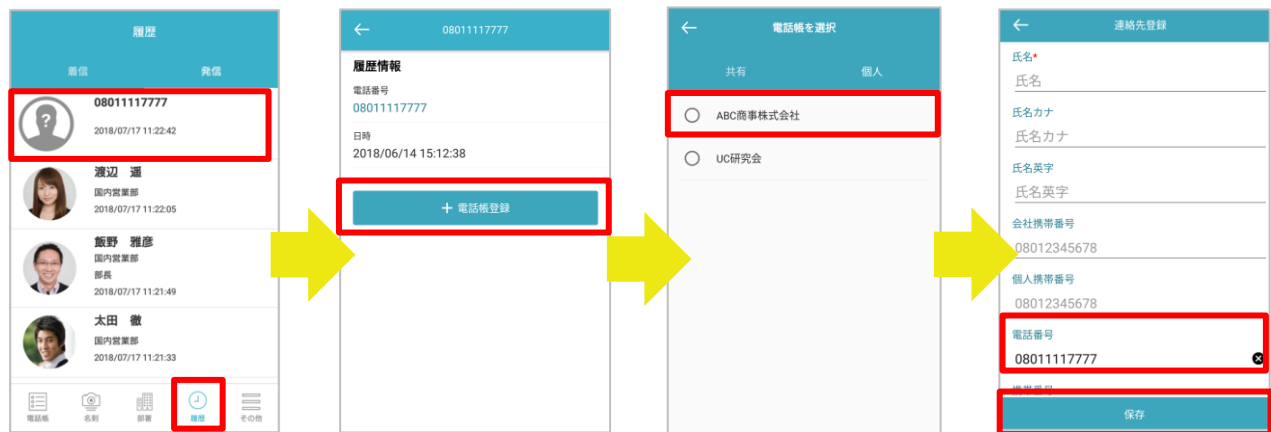 履歴
着信
発信
08011117777
2018/07/17 11:22:42
渡辺 遥
国内営業部
2018/07/17 11:22:05
飯野 雅彦
国内営業部
部長
2018/07/17 11:21:49
太田 徹
国内営業部
2018/07/17 11:21:33
電話帳
名刺
部署
履歴
その他
08011117777
履歴情報
電話番号
08011117777
日時
2018/06/14 15:12:38
+ 電話帳登録
電話帳を選択
共有
個人
ABC商事株式会社
UC研究会
連絡先登録
氏名*
氏名
氏名カナ
氏名カナ
氏名英字
氏名英字
会社携帯番号
08012345678
個人携帯番号
08012345678
電話番号
08011117777
保存